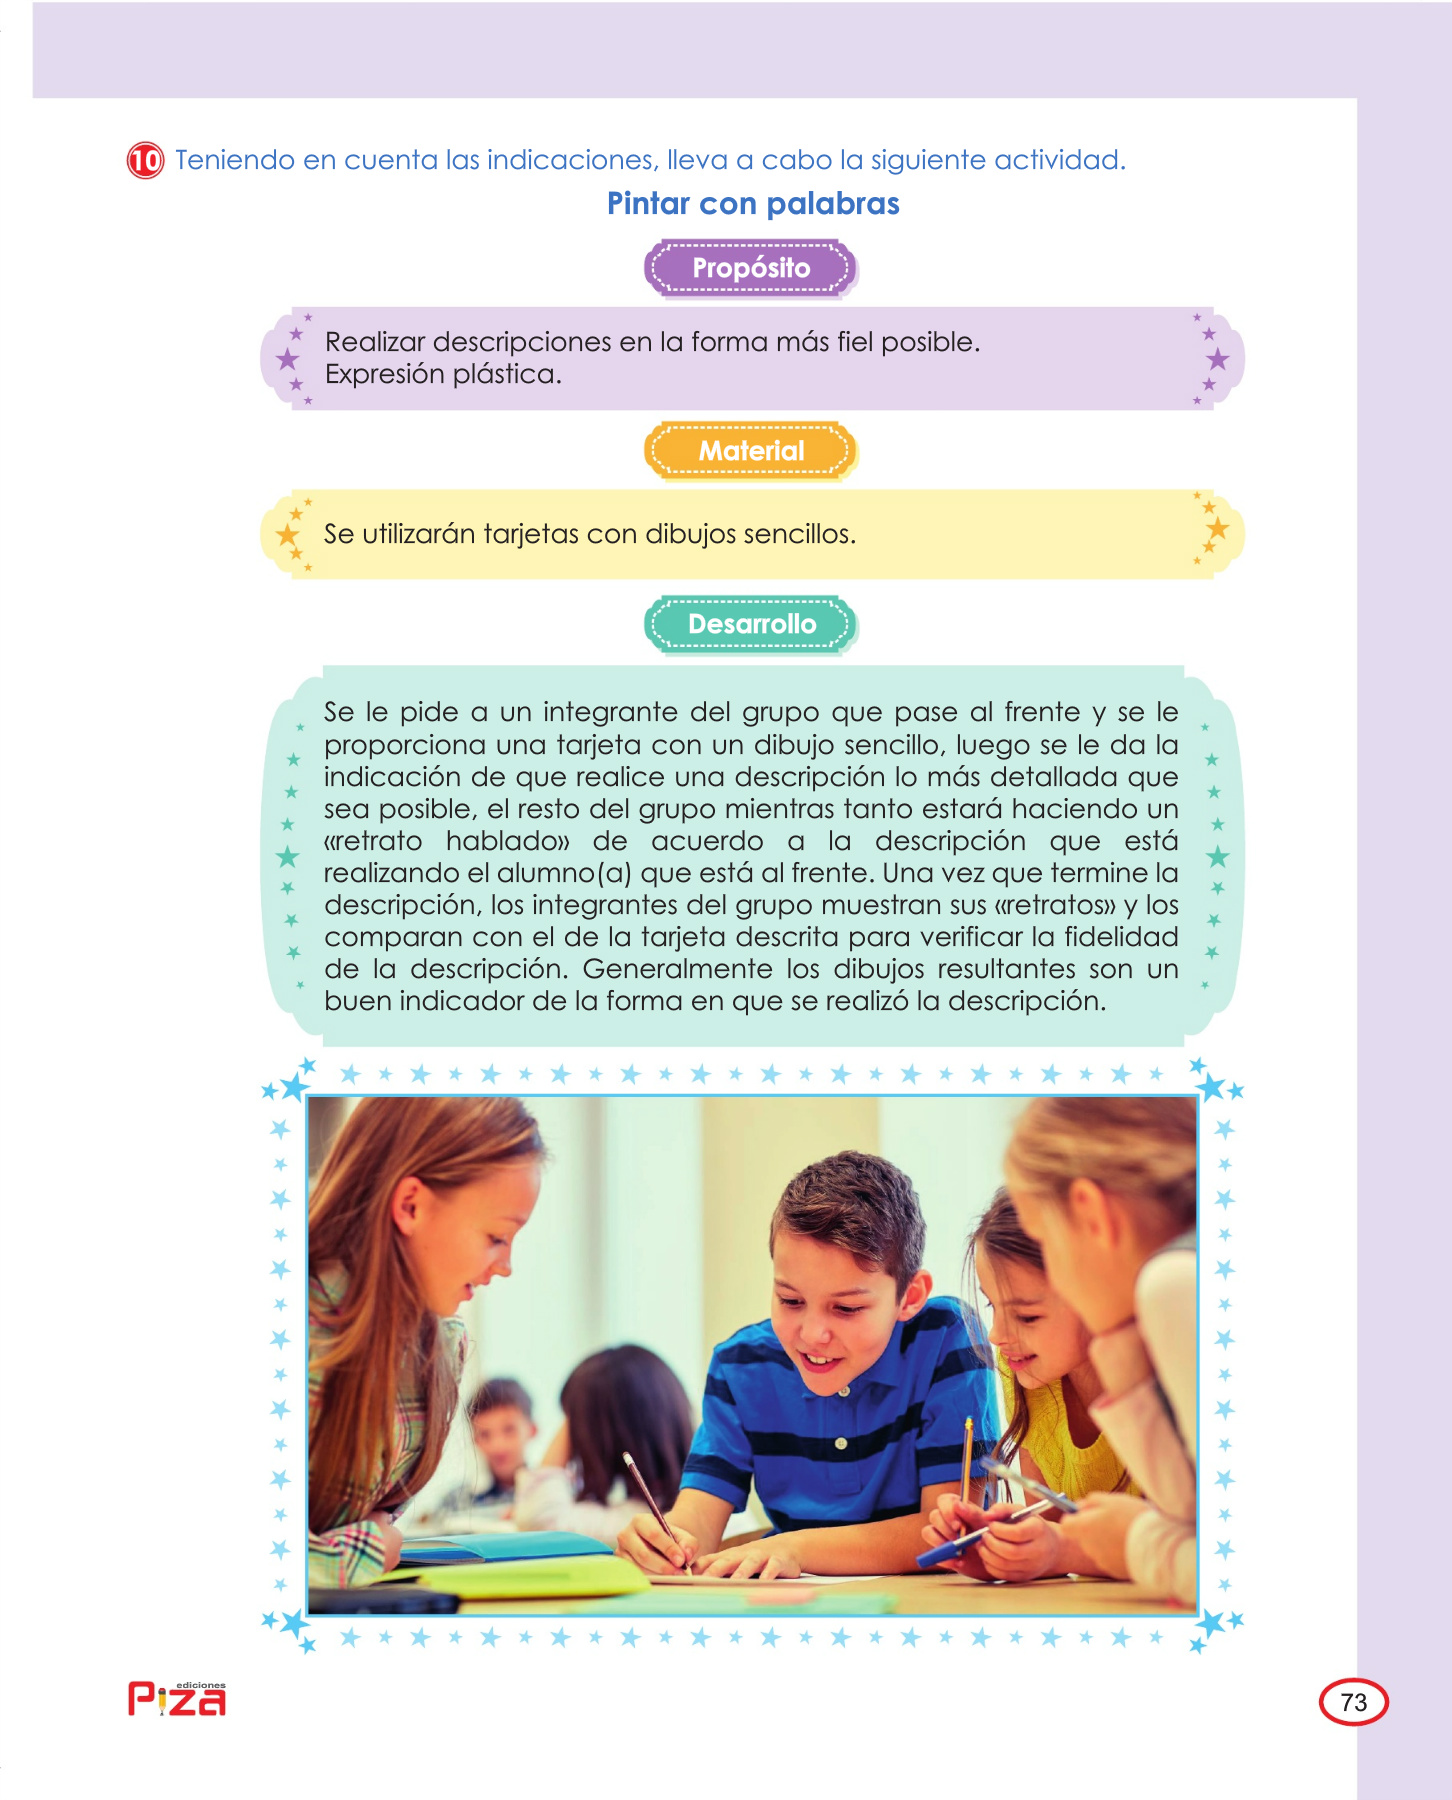 10 Teniendo en cuenta las indicaciones, lleva a cabo la siguiente actividad.
Pintar con palabras
Propósito
Realizar descripciones en la forma más fiel posible.
Expresión plástica.
Material
Se utilizarán tarjetas con dibujos sencillos.
Desarrollo
Se le pide a un integrante del grupo que pase al frente y se le
proporciona una tarjeta con un dibujo sencillo, luego se le da la
indicación de que realice una descripción lo más detallada que
sea posible, el resto del grupo mientras tanto estará haciendo un
«retrato hablado» de acuerdo a la descripción que está
realizando el alumno(a) que está al frente. Una vez que termine la
descripción, los integrantes del grupo muestran sus «retratos» y los
comparan con el de la tarjeta descrita para verificar la fidelidad
de la descripción. Generalmente los dibujos resultantes son un
buen indicador de la forma en que se realizó la descripción.
ediciones
Piza
73